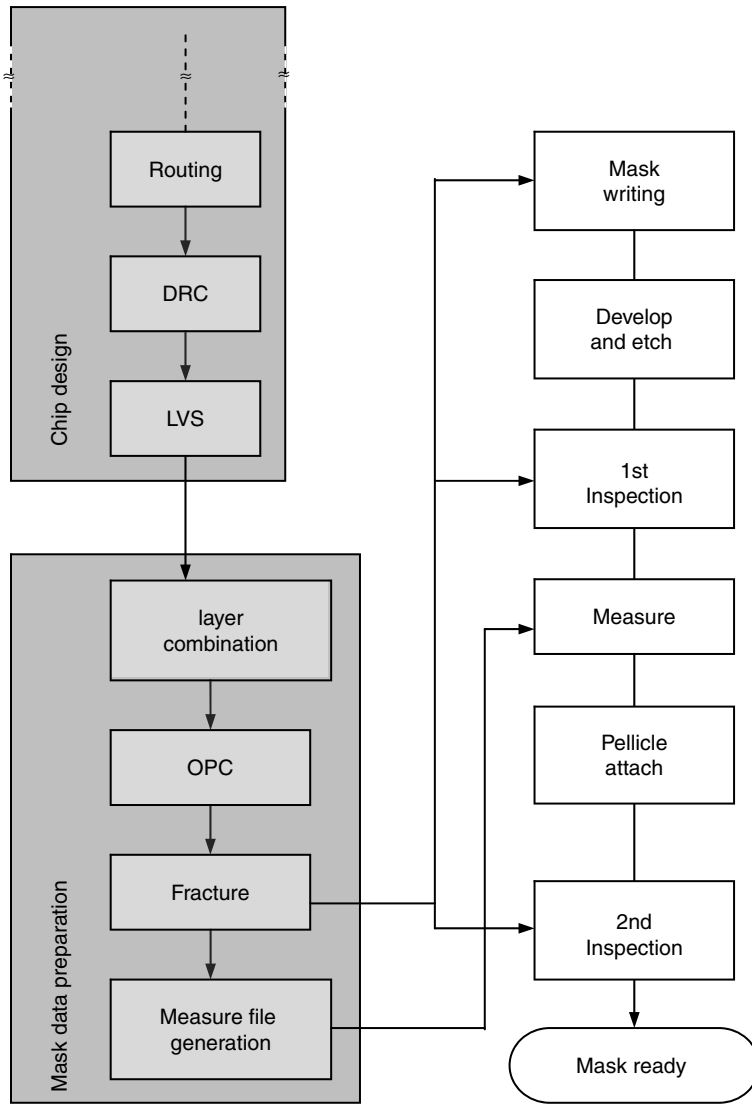 Routing
DRC
LVS
Chip design
layer
combination
OPC
Fracture
Measure file
generation
Mask data preparation
Mask
writing
Develop
and etch
1st
Inspection
Measure
Pellicle
attach
2nd
Inspection
Mask ready